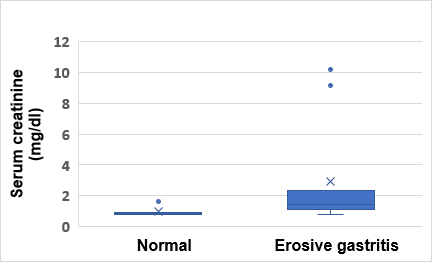 Serum creatinine
(mg/dl)
12
10
8
6
4
2
0
Normal
Erosive gastritis